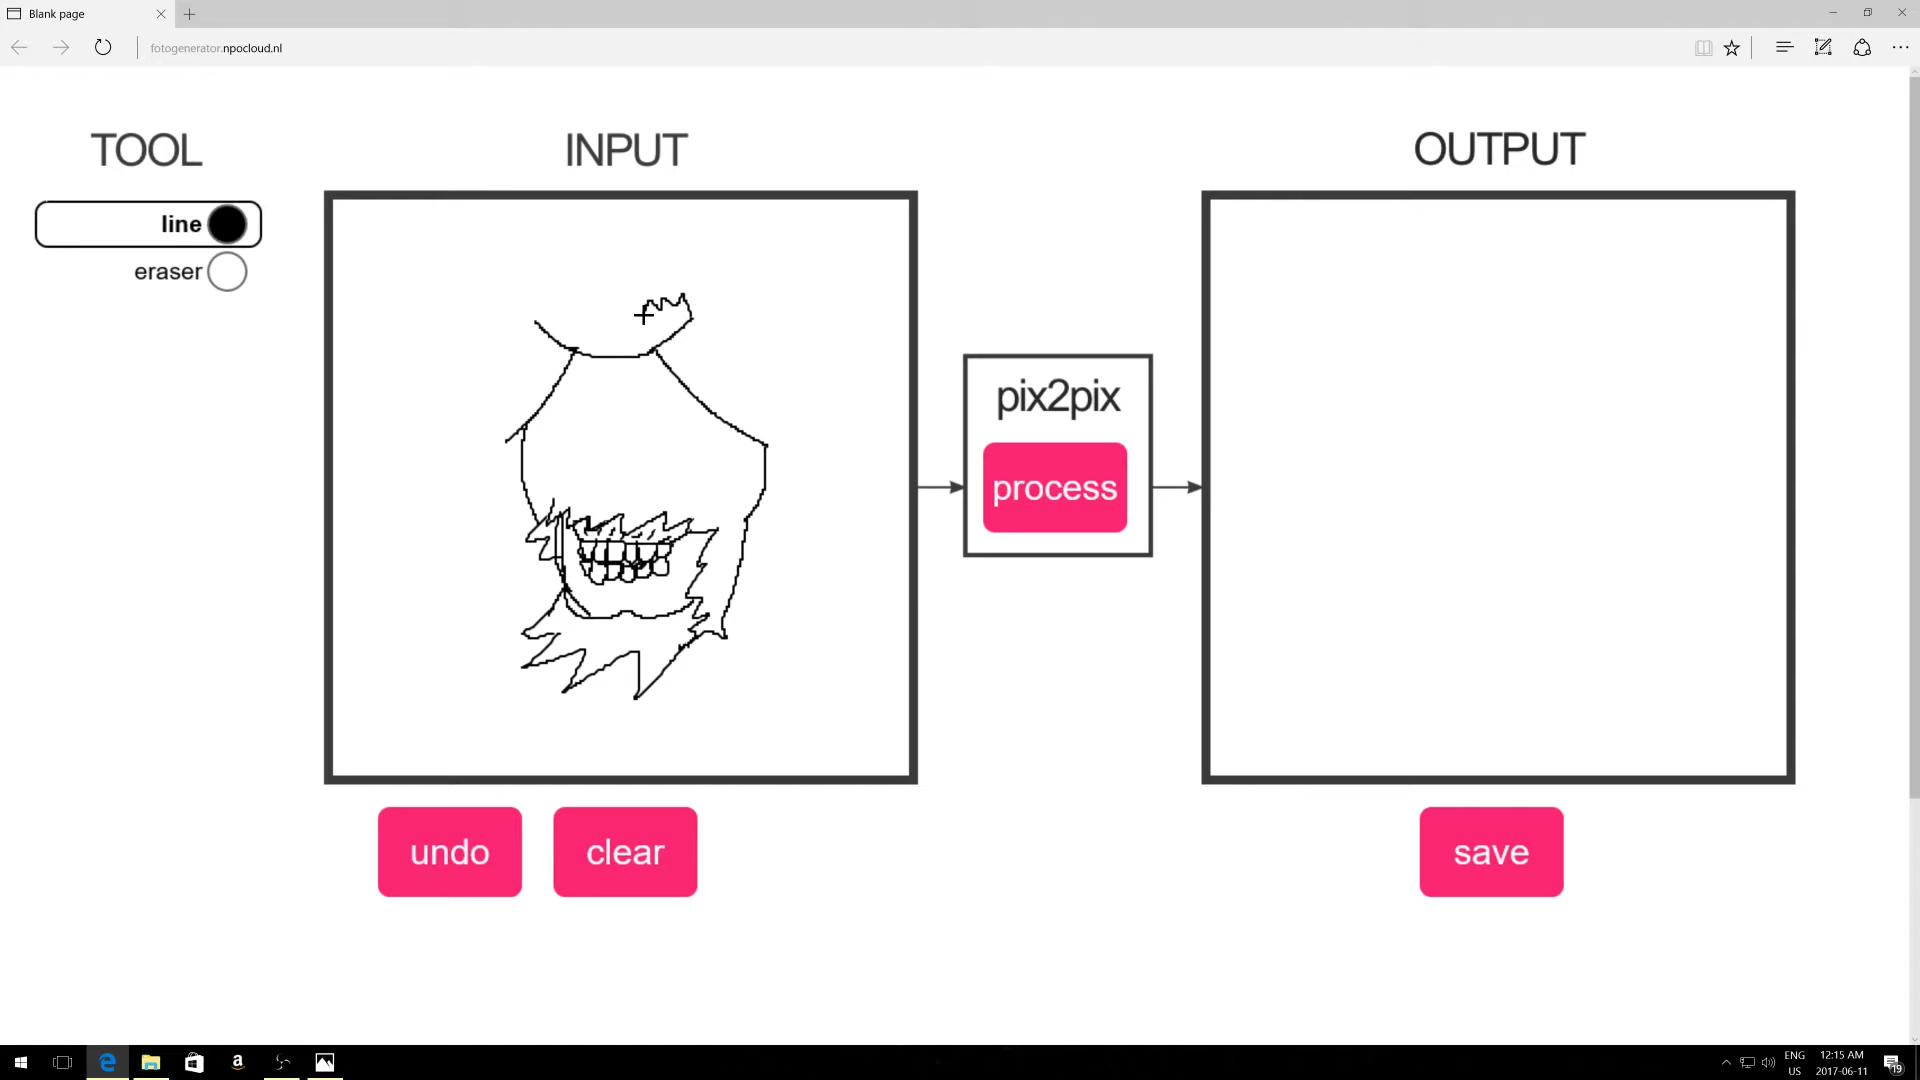 Blank page
fotogenerator.npocloud.nl
TOOL
INPUT
OUTPUT
line
eraser
pix2pix
process
undo
clear
save
a
ENG
US
12:15 AM
2017-06-11
19